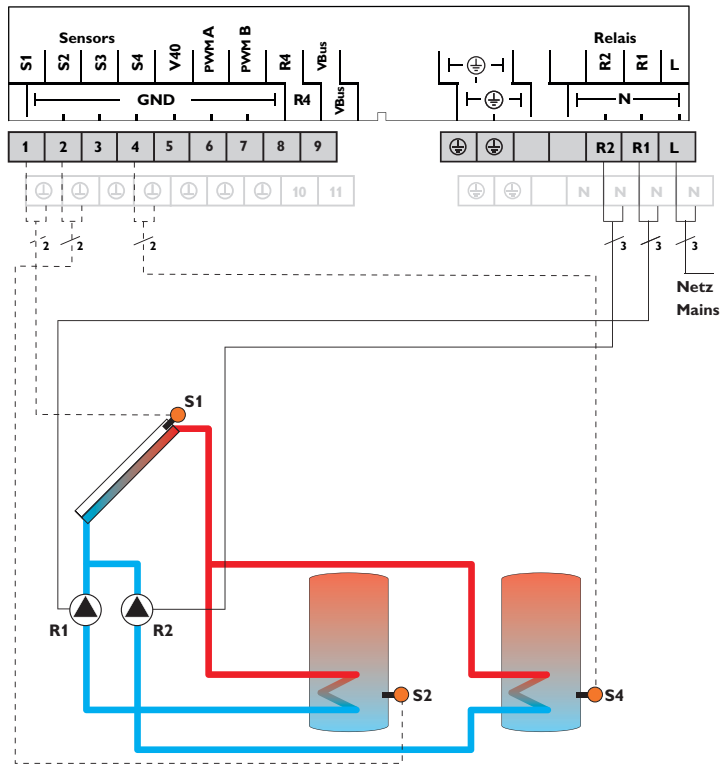 Sensors
Relais
S1 S2 S3 S4 V40 PWM A PWM B R4 VBus
R2 R1 L
GND R4 VBus
N
1 2 3 4 5 6 7 8 9
R2 R1 L
10 11
N N N N
2 2 2
3 3 3
Netz
Mains
S1
R1 R2
S2 S4